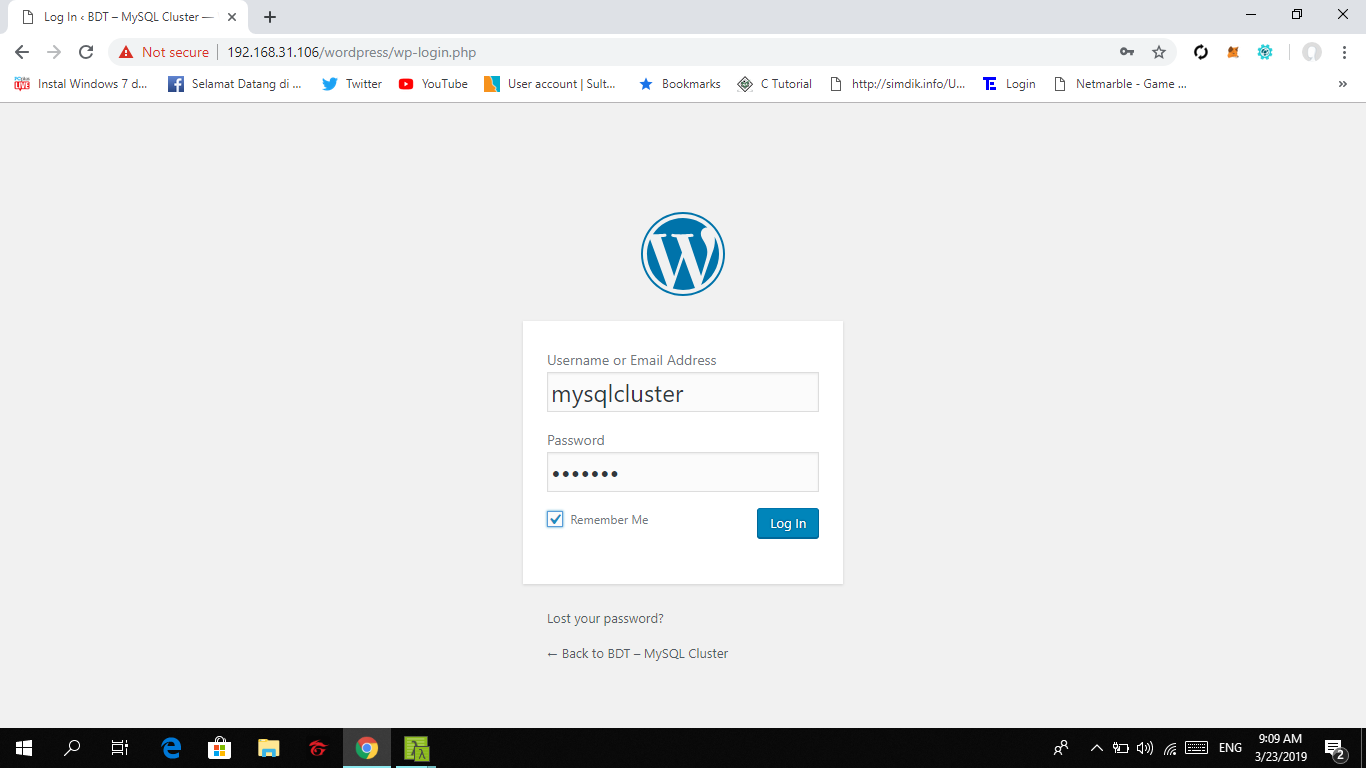 Log In ‹ BDT – MySQL Cluster —
Not secure
192.168.31.106/wordpress/wp-login.php
Instal Windows 7 d...
Selamat Datang di ...
Twitter
YouTube
User account | Sult...
Bookmarks
C Tutorial
http://simdik.info/U...
Login
Netmarble - Game ...
»
Username or Email Address
mysqlcluster
Password
•••••••
Remember Me
Log In
Lost your password?
← Back to BDT – MySQL Cluster
ENG
9:09 AM
3/23/2019
2